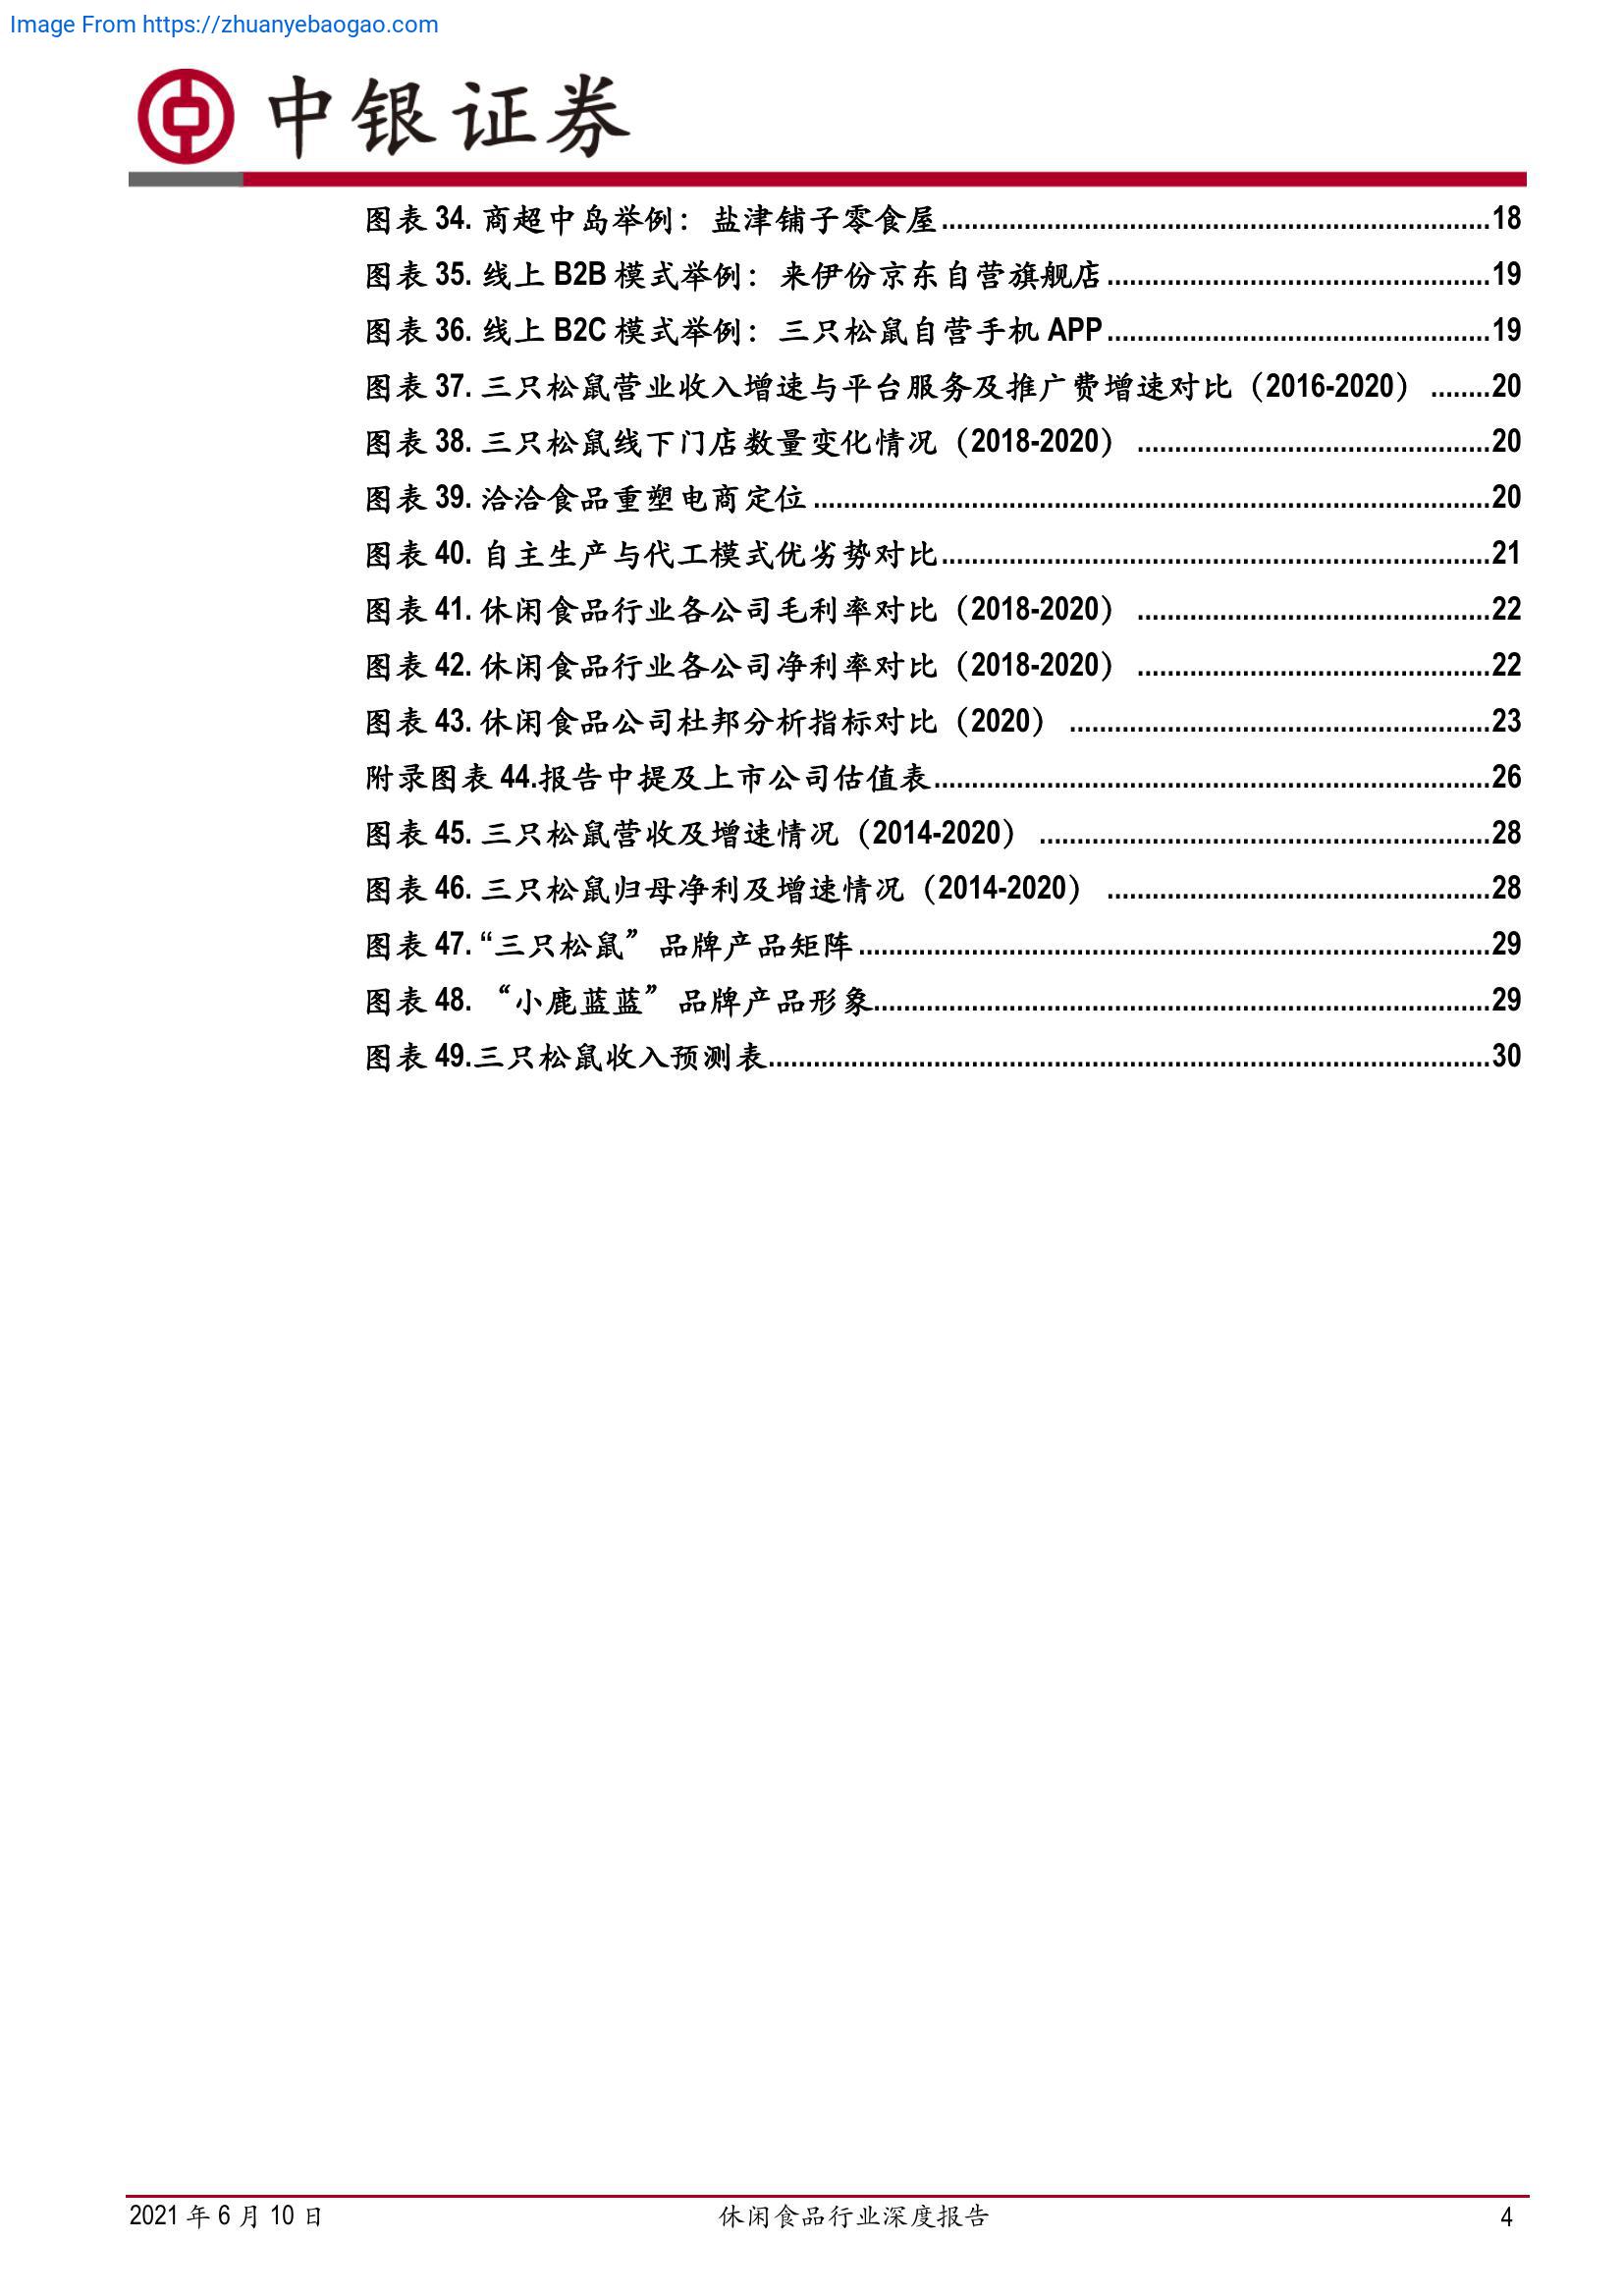 Image From https://zhuanyebaogao.com
中银证券
图表 34. 商超中岛举例：盐津铺子零食屋.........................................................................18
图表 35. 线上 B2B 模式举例：来伊份京东自营旗舰店...................................................19
图表 36. 线上 B2C 模式举例：三只松鼠自营手机 APP...................................................19
图表 37. 三只松鼠营业收入增速与平台服务及推广费增速对比（2016-2020）........20
图表 38. 三只松鼠线下门店数量变化情况（2018-2020）...............................................20
图表 39. 洽洽食品重塑电商定位..........................................................................................20
图表 40. 自主生产与代工模式优劣势对比.........................................................................21
图表 41. 休闲食品行业各公司毛利率对比（2018-2020）...............................................22
图表 42. 休闲食品行业各公司净利率对比（2018-2020）...............................................22
图表 43. 休闲食品公司杜邦分析指标对比（2020）........................................................23
附录图表 44.报告中提及上市公司估值表..........................................................................26
图表 45. 三只松鼠营收及增速情况（2014-2020）............................................................28
图表 46. 三只松鼠归母净利及增速情况（2014-2020）...................................................28
图表 47. “三只松鼠”品牌产品矩阵....................................................................................29
图表 48. “小鹿蓝蓝”品牌产品形象..................................................................................29
图表 49.三只松鼠收入预测表................................................................................................30
2021 年 6 月 10 日
休闲食品行业深度报告
4